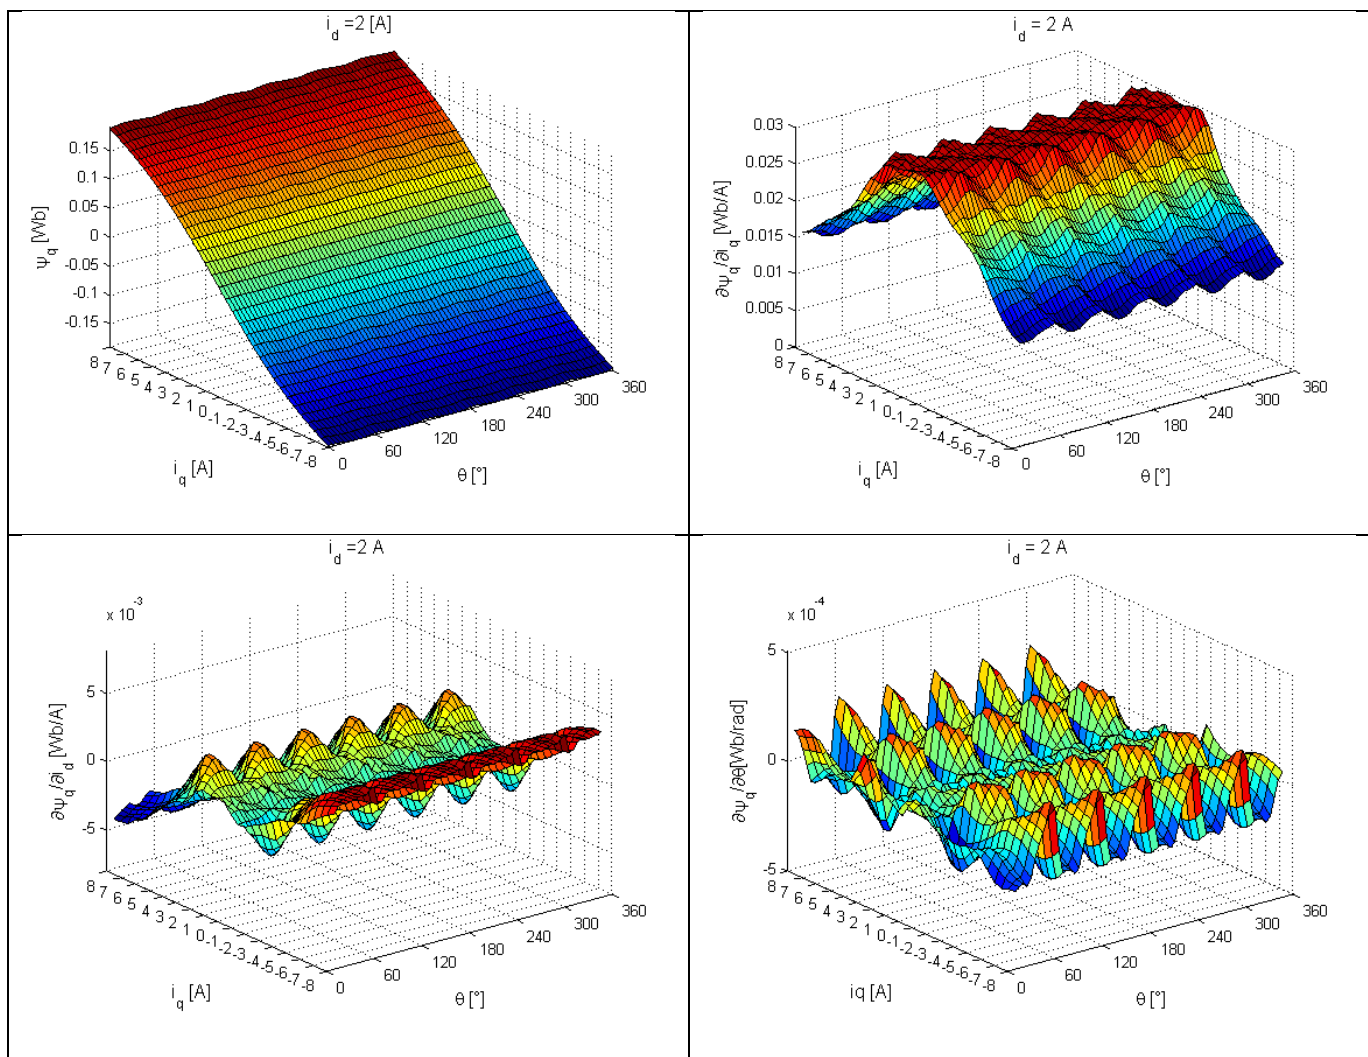 i_d =2 [A]
ψ_q [Wb]
0.15
0.1
0.05
0
-0.05
-0.1
-0.15
8 7 6 5 4 3 2 1 0 -1 -2 -3 -4 -5 -6 -7 -8
i_q [A]
0 60 120 180 240 300 360
θ [°]
i_d = 2 A
∂ψ_q/∂i_q [Wb/A]
0.03
0.025
0.02
0.015
0.01
0.005
0
8 7 6 5 4 3 2 1 0 -1 -2 -3 -4 -5 -6 -7 -8
i_q [A]
0 60 120 180 240 300 360
θ [°]
i_d =2 A
x 10^-3
∂ψ_q/∂i_d [Wb/A]
5
0
-5
8 7 6 5 4 3 2 1 0 -1 -2 -3 -4 -5 -6 -7 -8
i_q [A]
0 60 120 180 240 300 360
θ [°]
i_d = 2 A
x 10^-4
∂ψ_q/∂θ[Wb/rad]
5
0
-5
8 7 6 5 4 3 2 1 0 -1 -2 -3 -4 -5 -6 -7 -8
iq [A]
0 60 120 180 240 300 360
θ [°]